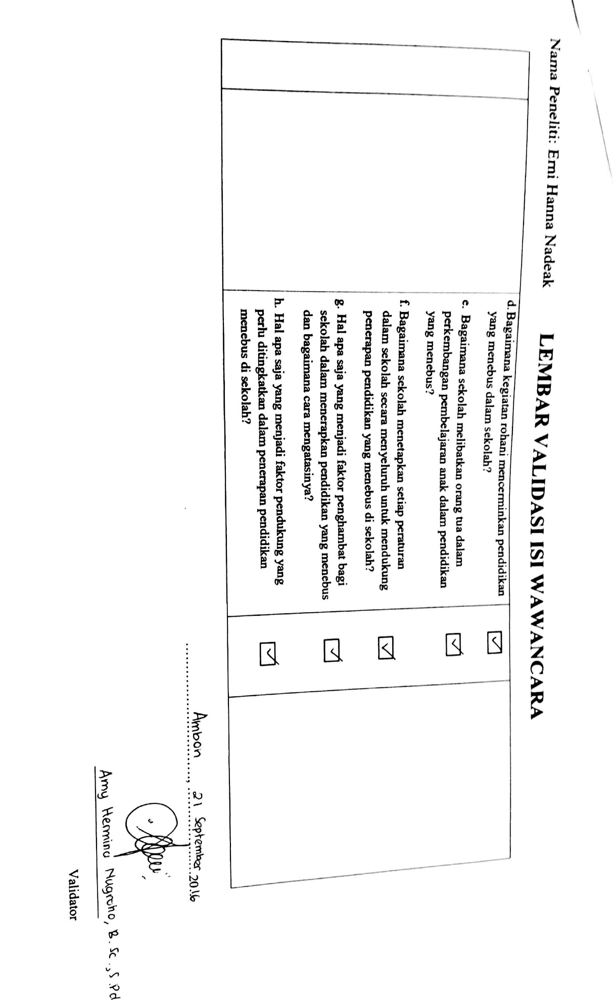 LEMBAR VALIDASI ISI WAWANCARA
Nama Peneliti: Erni Hanna Nadeak
d. Bagaimana kegiatan rohani mencerminkan pendidikan
yang menebus dalam sekolah?
e. Bagaimana sekolah melibatkan orang tua dalam
perkembangan pembelajaran anak dalam pendidikan
yang menebus?
f. Bagaimana sekolah menetapkan setiap peraturan
dalam sekolah secara menyeluruh untuk mendukung
penerapan pendidikan yang menebus di sekolah?
g. Hal apa saja yang menjadi faktor penghambat bagi
sekolah dalam menerapkan pendidikan yang menebus
dan bagaimana cara mengatasinya?
h. Hal apa saja yang menjadi faktor pendukung yang
perlu ditingkatkan dalam penerapan pendidikan
menebus di sekolah?
Ambon, 21 September 2016
Amy Hermina Nugroho, B.Sc., S.Pd
Validator